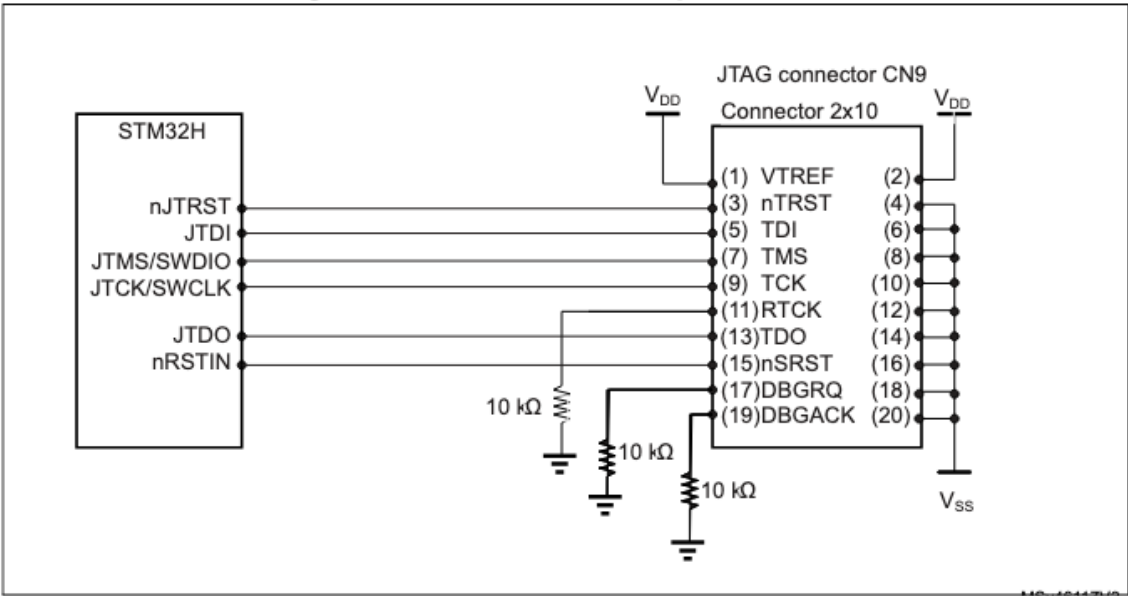 JTAG connector CN9
VDD
Connector 2x10
VDD
STM32H
(1) VTREF (2)
nJTRST (3) nTRST (4)
JTDI (5) TDI (6)
JTMS/SWDIO (7) TMS (8)
JTCK/SWCLK (9) TCK (10)
(11)RTCK (12)
JTDO (13)TDO (14)
nRSTIN (15)nSRST (16)
(17)DBGRQ (18)
10 kΩ (19)DBGACK (20)
10 kΩ
10 kΩ
VSS